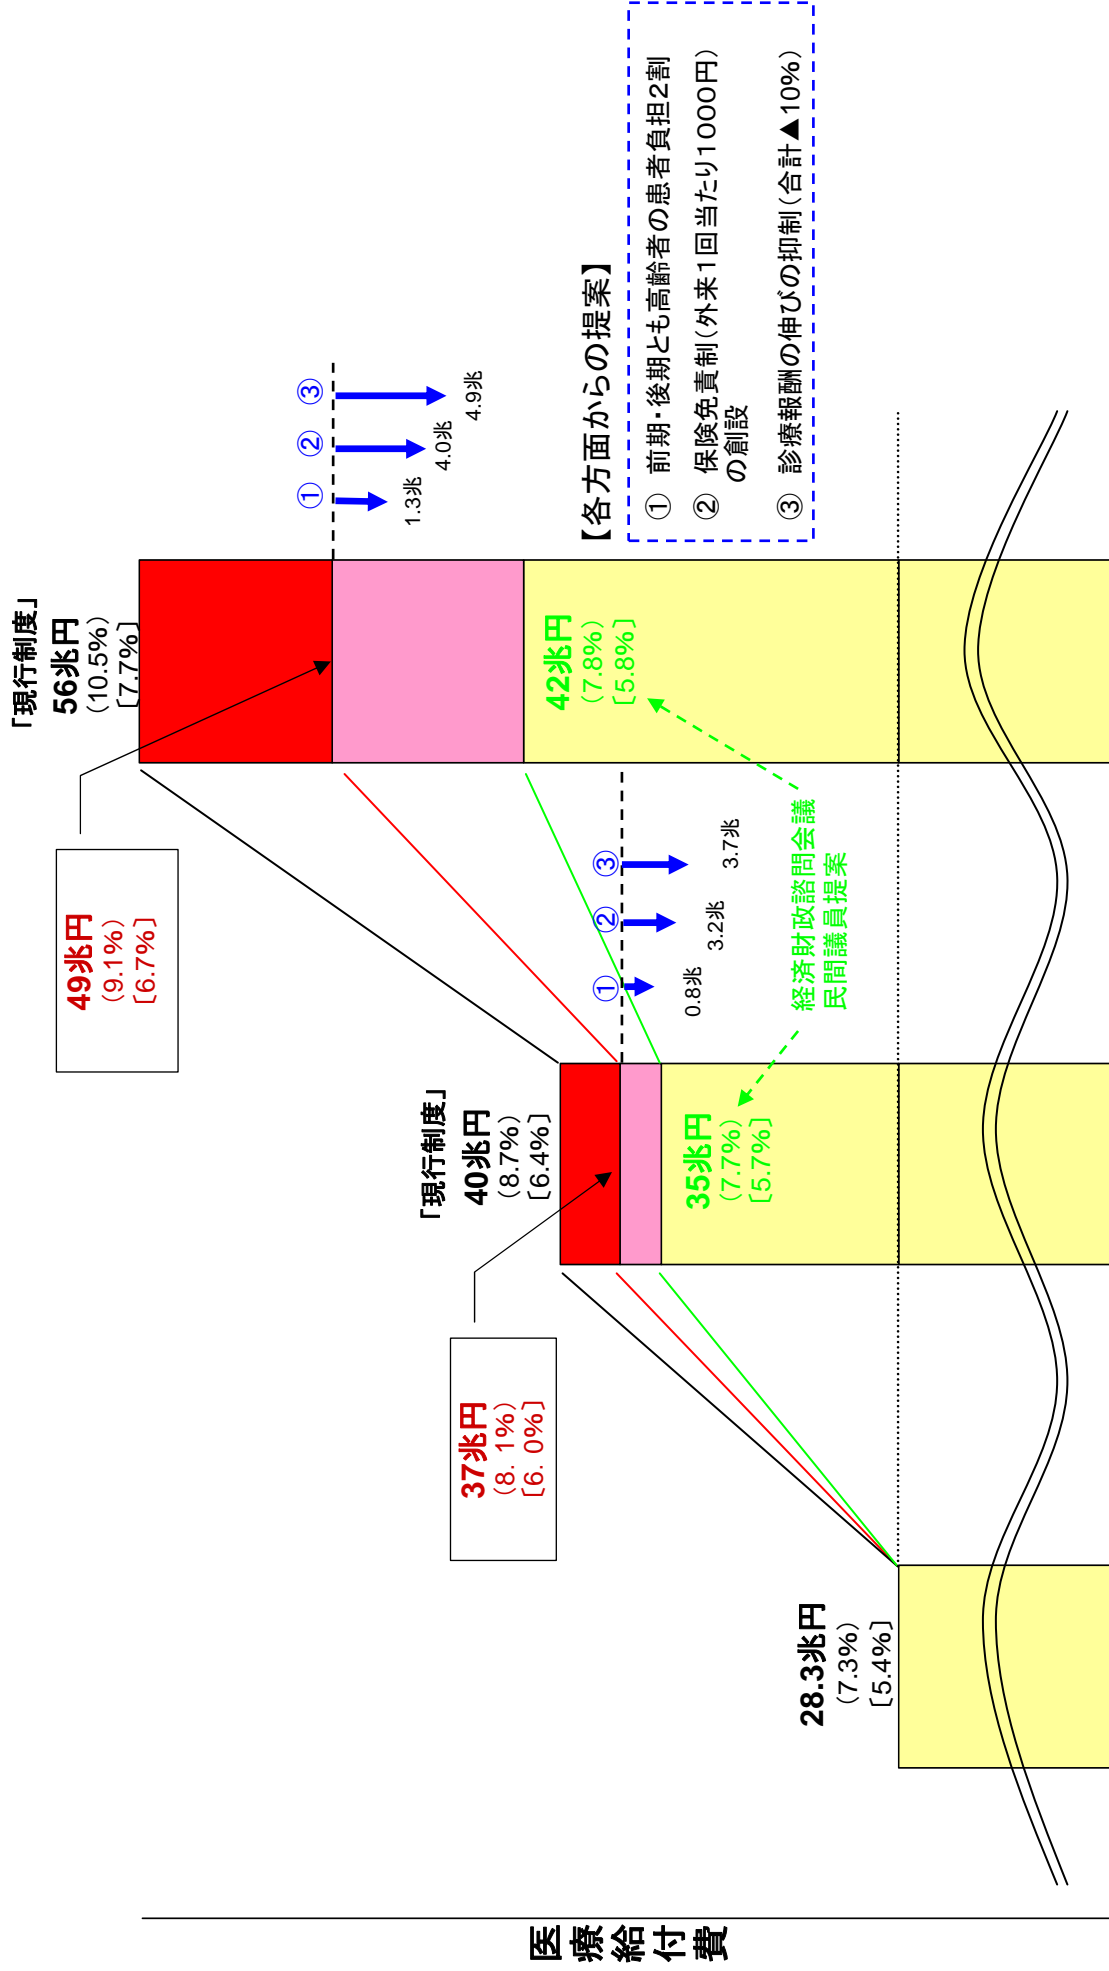 医療給付費
28.3兆円
（7.3%）
［5.4%］
37兆円
（8. 1%）
［6. 0%］
「現行制度」
40兆円
（8.7%）
［6.4%］
35兆円
（7.7%）
［5.7%］
①
②
③
0.8兆
3.2兆
3.7兆
経済財政諮問会議
民間議員提案
49兆円
（9.1%）
［6.7%］
「現行制度」
56兆円
（10.5%）
［7.7%］
42兆円
（7.8%）
［5.8%］
①
②
③
1.3兆
4.0兆
4.9兆
【各方面からの提案】
① 前期・後期とも高齢者の患者負担２割
② 保険免責制（外来１回当たり１０００円）
の創設
③ 診療報酬の伸びの抑制（合計▲１０％）